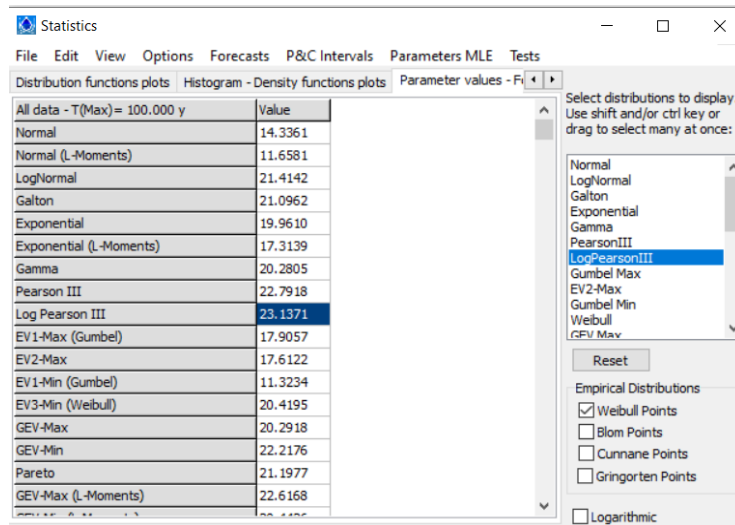 Statistics
File Edit View Options Forecasts P&C Intervals Parameters MLE Tests
Distribution functions plots Histogram - Density functions plots Parameter values - F
All data - T(Max)= 100.000 y Value
Normal 14.3361
Normal (L-Moments) 11.6581
LogNormal 21.4142
Galton 21.0962
Exponential 19.9610
Exponential (L-Moments) 17.3139
Gamma 20.2805
Pearson III 22.7918
Log Pearson III 23.1371
EV1-Max (Gumbel) 17.9057
EV2-Max 17.6122
EV1-Min (Gumbel) 11.3234
EV3-Min (Weibull) 20.4195
GEV-Max 20.2918
GEV-Min 22.2176
Pareto 21.1977
GEV-Max (L-Moments) 22.6168
Select distributions to display
Use shift and/or ctrl key or
drag to select many at once:
Normal
LogNormal
Galton
Exponential
Gamma
PearsonIII
LogPearsonIII
Gumbel Max
EV2-Max
Gumbel Min
Weibull
GEV Max
Reset
Empirical Distributions
Weibull Points
Blom Points
Cunnane Points
Gringorten Points
Logarithmic